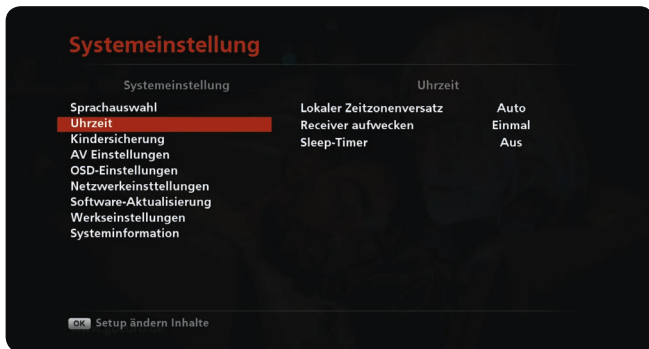 Systemeinstellung
Systemeinstellung
Uhrzeit
Sprachauswahl
Uhrzeit
Kindersicherung
AV Einstellungen
OSD-Einstellungen
Netzwerkeinsttellungen
Software-Aktualisierung
Werkseinstellungen
Systeminformation
Lokaler Zeitzonenversatz Auto
Receiver aufwecken Einmal
Sleep-Timer Aus
OK Setup ändern Inhalte